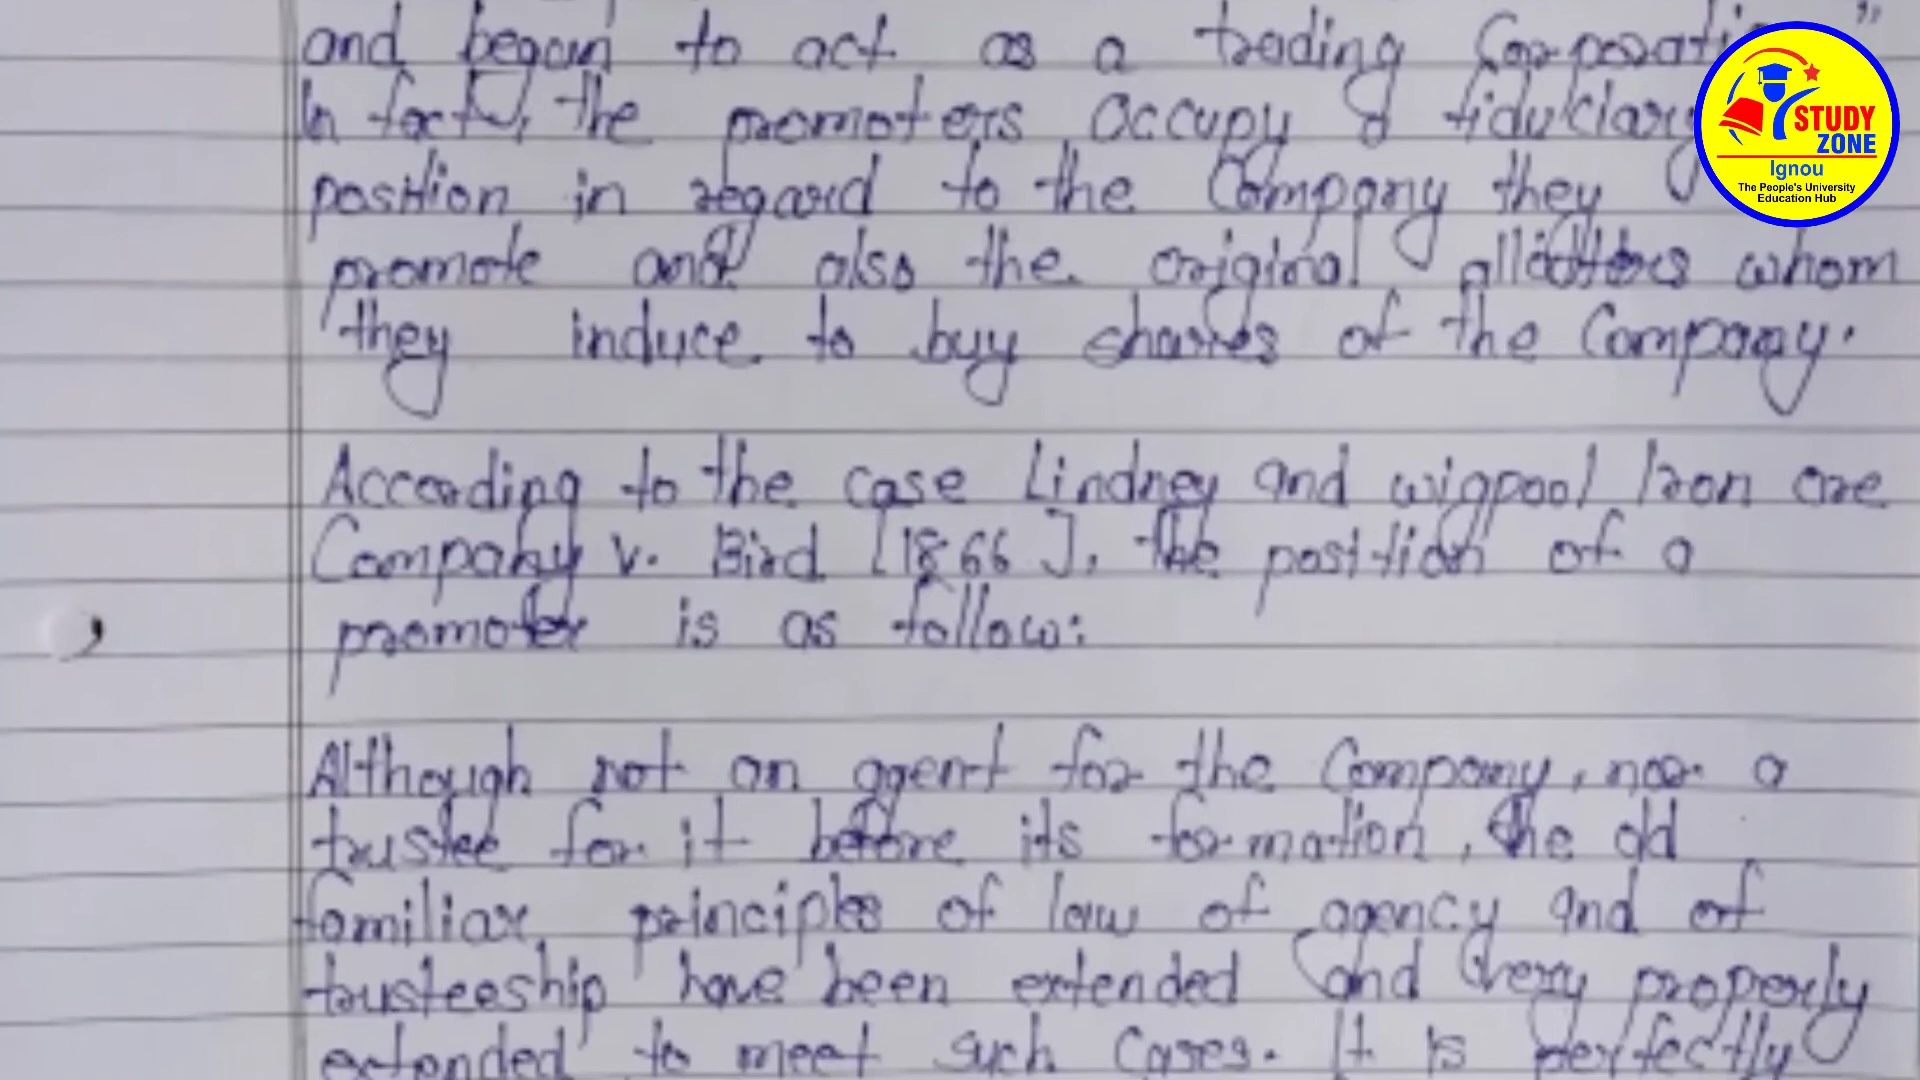 and began to act as a trading Corporati "
In fact, the promoters occupy a fiduciary
position in regard to the Company they
promote and also the original allottees whom
they induce to buy shares of the Company.
According to the case Lindney and wigpool Iron ore
Company v. Bird [1866], the position of a
promoter is as follow:
Although not an agent for the Company, nor a
trustee for it before its formation, the old
familiar principles of law of agency and of
trusteeship have been extended and very properly
extended to meet such Cases. It is perfectly
STUDY
ZONE
Ignou
The People's University
Education Hub